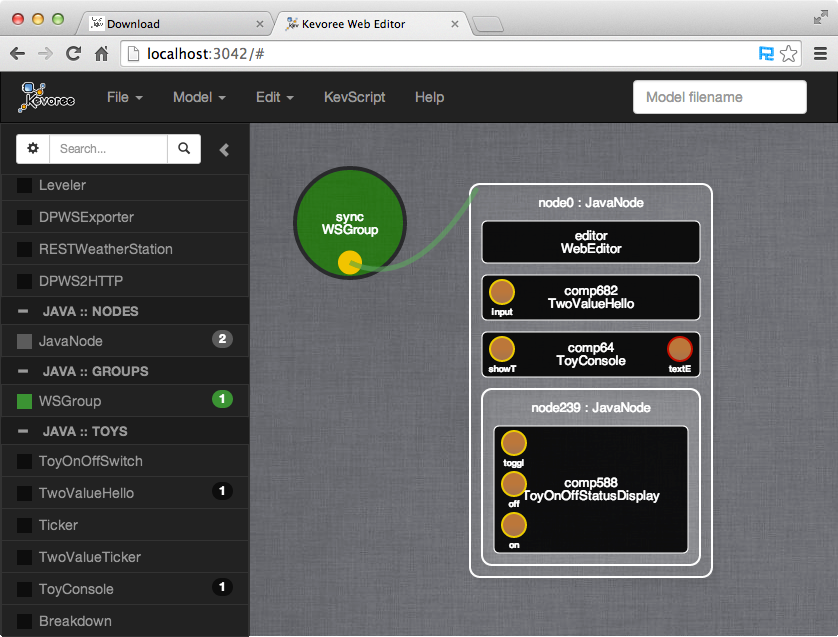 Download
Kevoree Web Editor
localhost:3042/#
Kevoree
File
Model
Edit
KevScript
Help
Model filename
Search...
Leveler
DPWSExporter
RESTWeatherStation
DPWS2HTTP
JAVA :: NODES
JavaNode 2
JAVA :: GROUPS
WSGroup 1
JAVA :: TOYS
ToyOnOffSwitch
TwoValueHello 1
Ticker
TwoValueTicker
ToyConsole 1
Breakdown
sync
WSGroup
node0 : JavaNode
editor
WebEditor
comp682
TwoValueHello
input
comp64
ToyConsole
showT
textE
node239 : JavaNode
toggl
comp588
ToyOnOffStatusDisplay
off
on